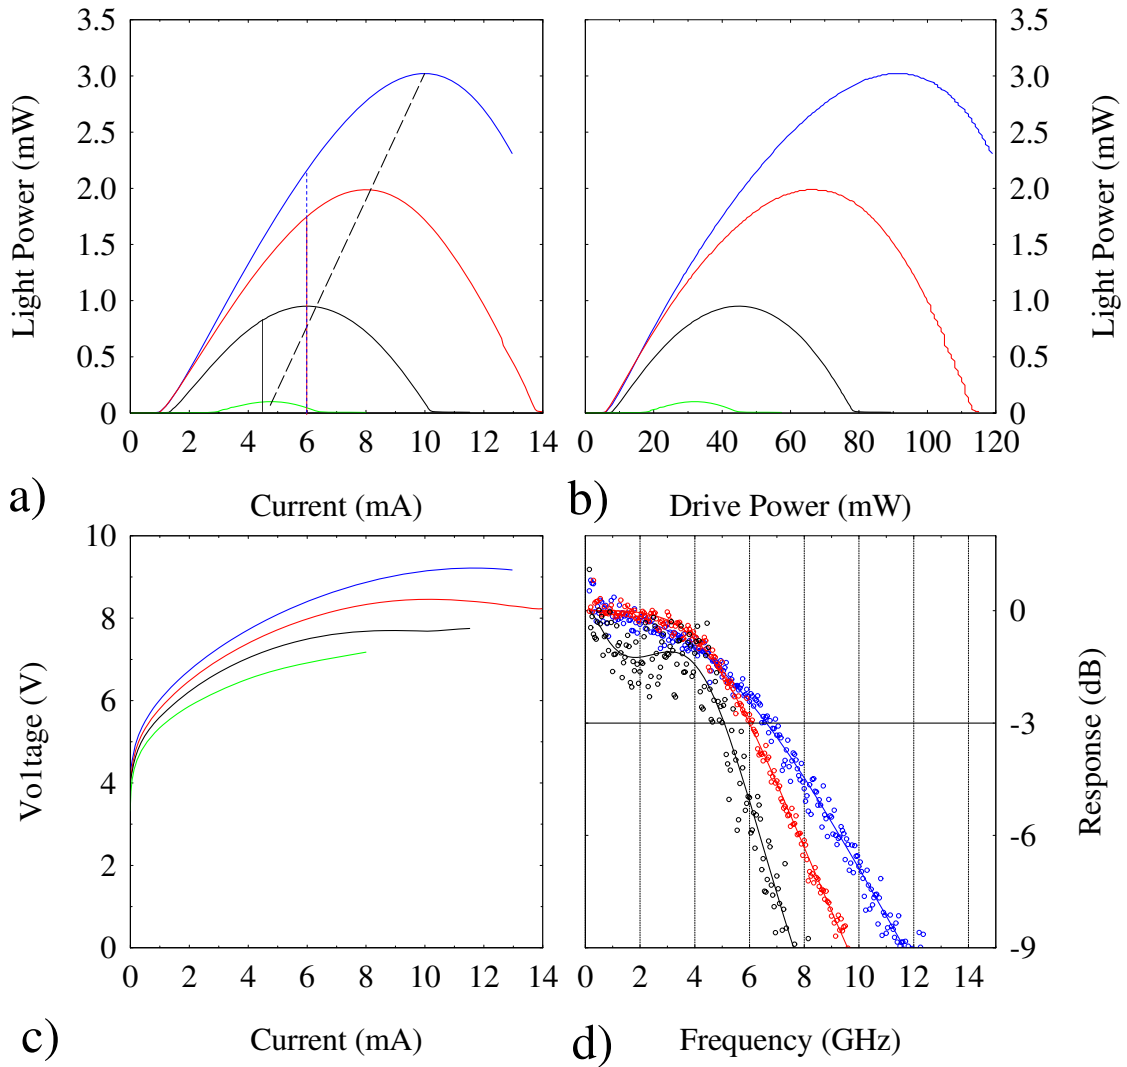 3.5 3.5
3.0 3.0
2.5 2.5
2.0 2.0
1.5 1.5
1.0 1.0
0.5 0.5
0 0
Light Power (mW)
Light Power (mW)
0 2 4 6 8 10 12 14
20 40 60 80 100 120
a) Current (mA)
b) Drive Power (mW)
10
8
6
4
2
0
Voltage (V)
0
-3
-6
-9
Response (dB)
0 2 4 6 8 10 12 14
0 2 4 6 8 10 12 14
c) Current (mA)
d) Frequency (GHz)